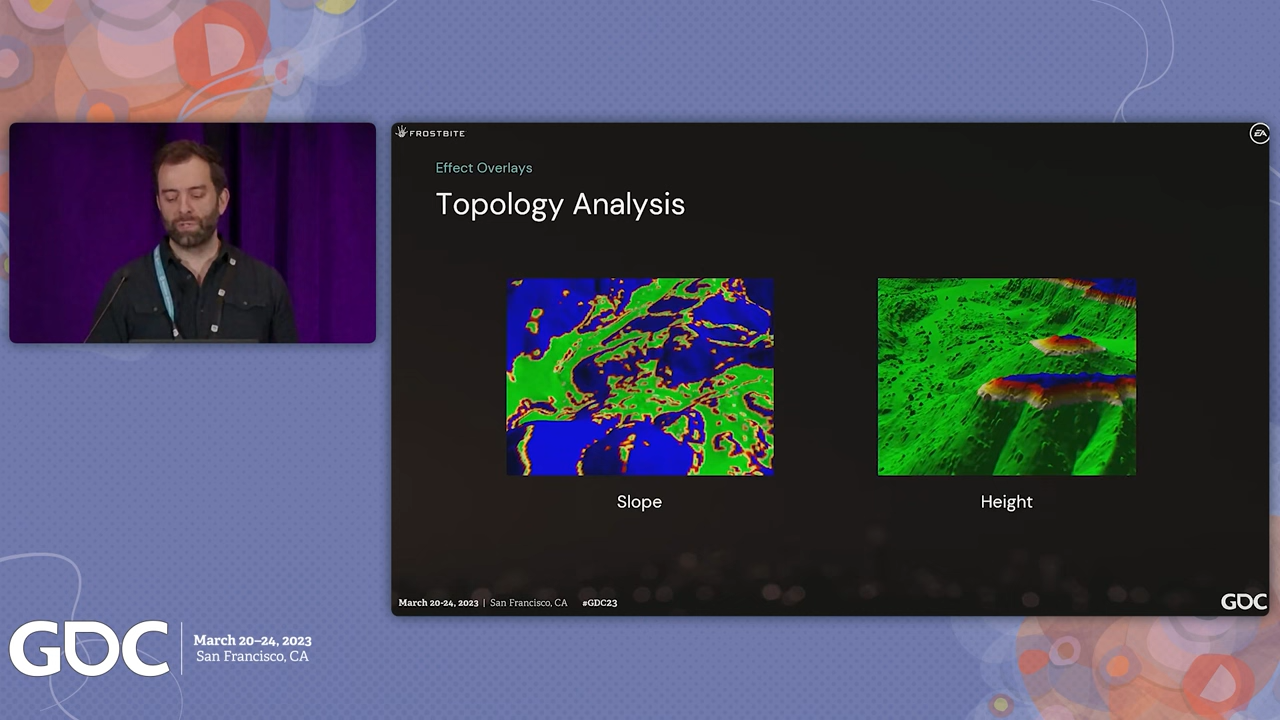 FROSTBITE
EA
Effect Overlays
Topology Analysis
Slope
Height
March 20-24, 2023 | San Francisco, CA #GDC23
GDC
GDC
March 20–24, 2023
San Francisco, CA